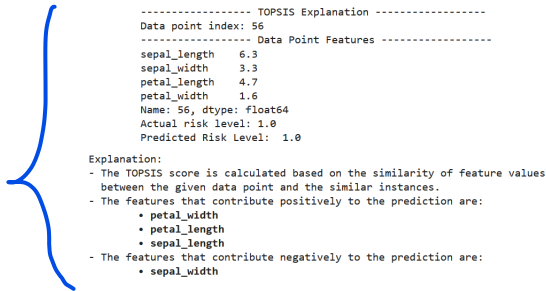 ----------------- TOPSIS Explanation -----------------
Data point index: 56
----------------- Data Point Features -----------------
sepal_length    6.3
sepal_width     3.3
petal_length    4.7
petal_width     1.6
Name: 56, dtype: float64
Actual risk level: 1.0
Predicted Risk Level:  1.0
Explanation:
- The TOPSIS score is calculated based on the similarity of feature values
between the given data point and the similar instances.
- The features that contribute positively to the prediction are:
• petal_width
• petal_length
• sepal_length
- The features that contribute negatively to the prediction are:
• sepal_width